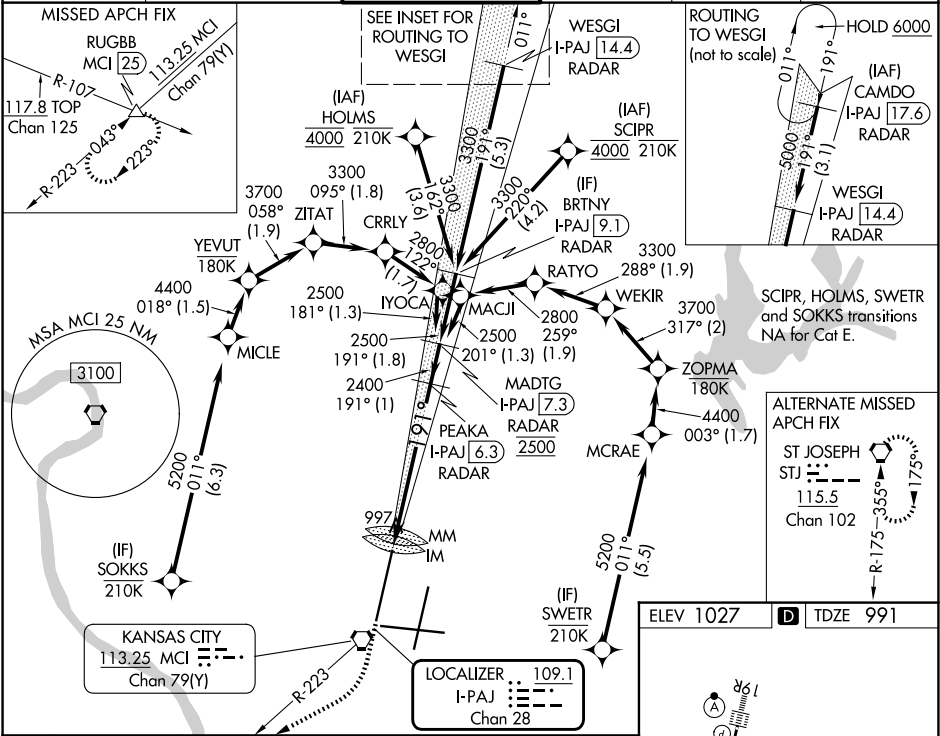 MISSED APCH FIX
RUGBB
MCI 25
113.25 MCI
Chan 79(Y)
R-107
117.8 TOP
Chan 125
R-223
043°
223°
SEE INSET FOR
ROUTING TO
WESGI
011°
WESGI
I-PAJ 14.4
RADAR
ROUTING
TO WESGI
(not to scale)
HOLD 6000
011°
191°
(IAF)
CAMDO
I-PAJ 17.6
RADAR
5000
191°
(3.1)
WESGI
I-PAJ 14.4
RADAR
(IAF)
HOLMS
4000 210K
(IAF)
SCIPR
4000 210K
3300
191°
(5.3)
3300
162°
(3.6)
3300
220°
(4.2)
(IF)
BRTNY
I-PAJ 9.1
RADAR
3300
095° (1.8)
3700
058°
(1.9)
ZITAT
CRRLY
2800
122°
(1.7)
YEVUT
180K
4400
018° (1.5)
MICLE
IYOCA
MACJI
RATYO
3300
288° (1.9)
WEKIR
2500
181° (1.3)
2500
191° (1.8)
2400
191° (1)
2500
201° (1.3)
2800
259°
(1.9)
3700
317° (2)
SCIPR, HOLMS, SWETR
and SOKKS transitions
NA for Cat E.
MADTG
I-PAJ 7.3
RADAR
2500
PEAKA
I-PAJ 6.3
RADAR
191°
ZOPMA
180K
4400
003° (1.7)
MCRAE
MSA MCI 25 NM
3100
5200
011°
(6.3)
(IF)
SOKKS
210K
997
MM
IM
5200
011°
(5.5)
(IF)
SWETR
210K
ALTERNATE MISSED
APCH FIX
ST JOSEPH
STJ
115.5
Chan 102
R-175
355°
175°
KANSAS CITY
113.25 MCI
Chan 79(Y)
R-223
LOCALIZER 109.1
I-PAJ
Chan 28
ELEV 1027 D TDZE 991
19R
A
d